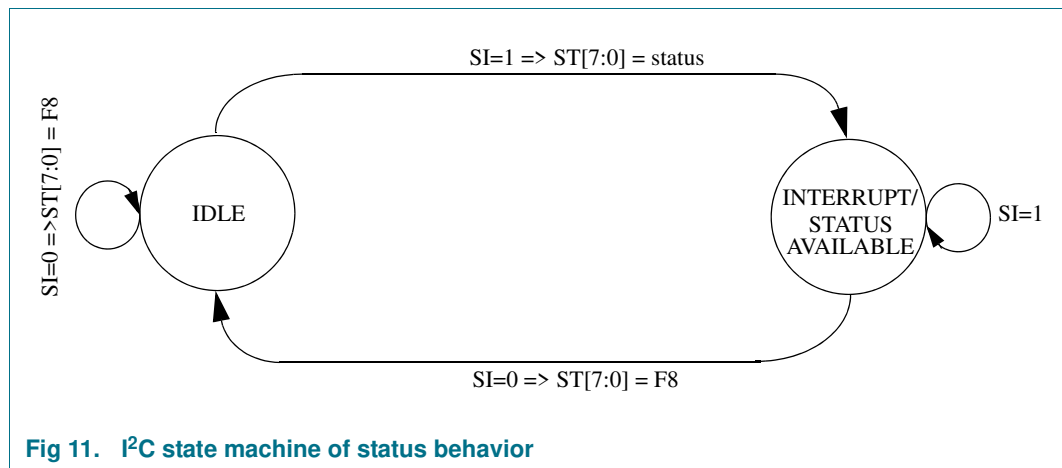 SI=1 => ST[7:0] = status
SI=0 =>ST[7:0] = F8
IDLE
INTERRUPT/
STATUS
AVAILABLE
SI=1
SI=0 => ST[7:0] = F8
Fig 11. I²C state machine of status behavior